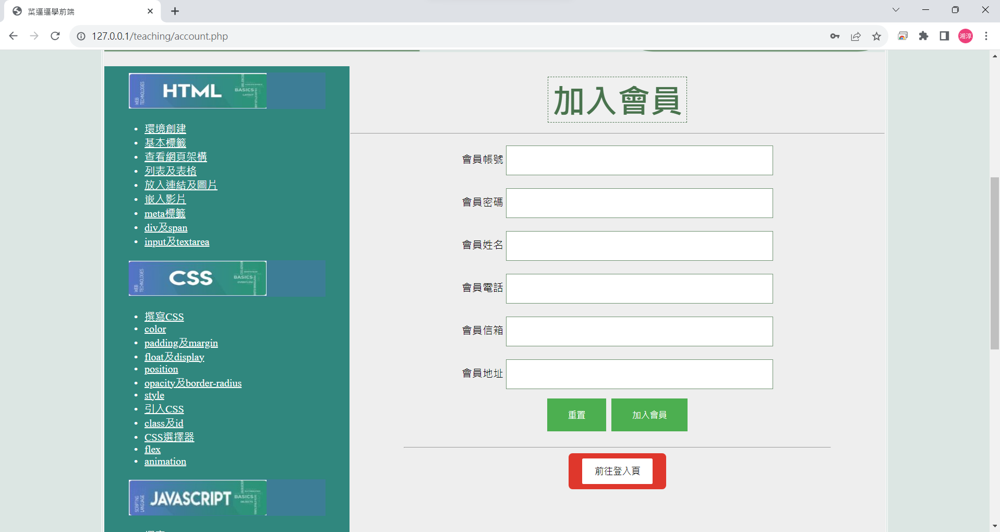 菜逼逼學前端
127.0.0.1/teaching/account.php
湘淳
WEB TECHNOLOGIES
HTML
BASICS
LAYOUT
環境創建
基本標籤
查看網頁架構
列表及表格
放入連結及圖片
嵌入影片
meta標籤
div及span
input及textarea
WEB TECHNOLOGIES
CSS
BASICS
撰寫CSS
color
padding及margin
float及display
position
opacity及border-radius
style
引入CSS
class及id
CSS選擇器
flex
animation
SCRIPTING LANGUAGE
JAVASCRIPT
BASICS
OBJECTS
加入會員
會員帳號
會員密碼
會員姓名
會員電話
會員信箱
會員地址
重置 加入會員
前往登入頁